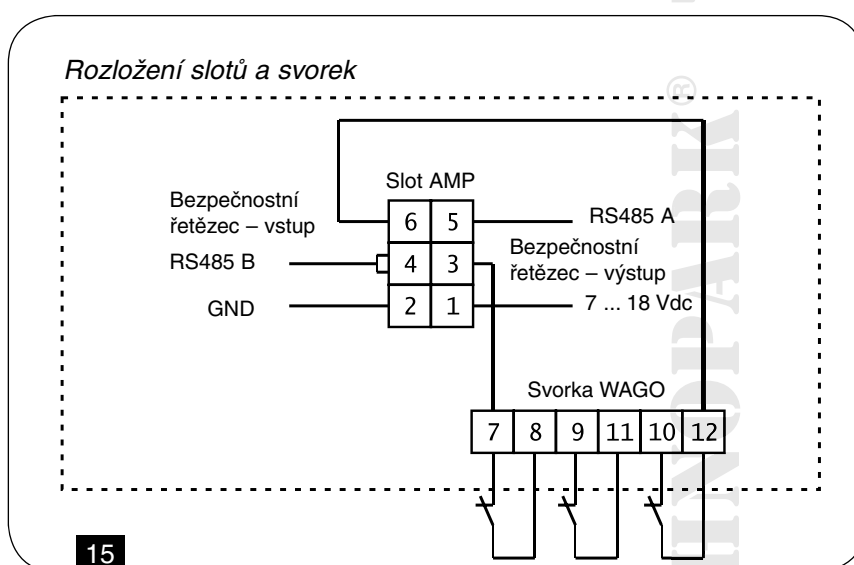 Rozložení slotů a svorek
Slot AMP
Bezpečnostní
řetězec – vstup
6 5
RS485 A
RS485 B
4 3
Bezpečnostní
řetězec – výstup
GND
2 1
7 ... 18 Vdc
Svorka WAGO
7 8 9 11 10 12
15
HNOPARK®